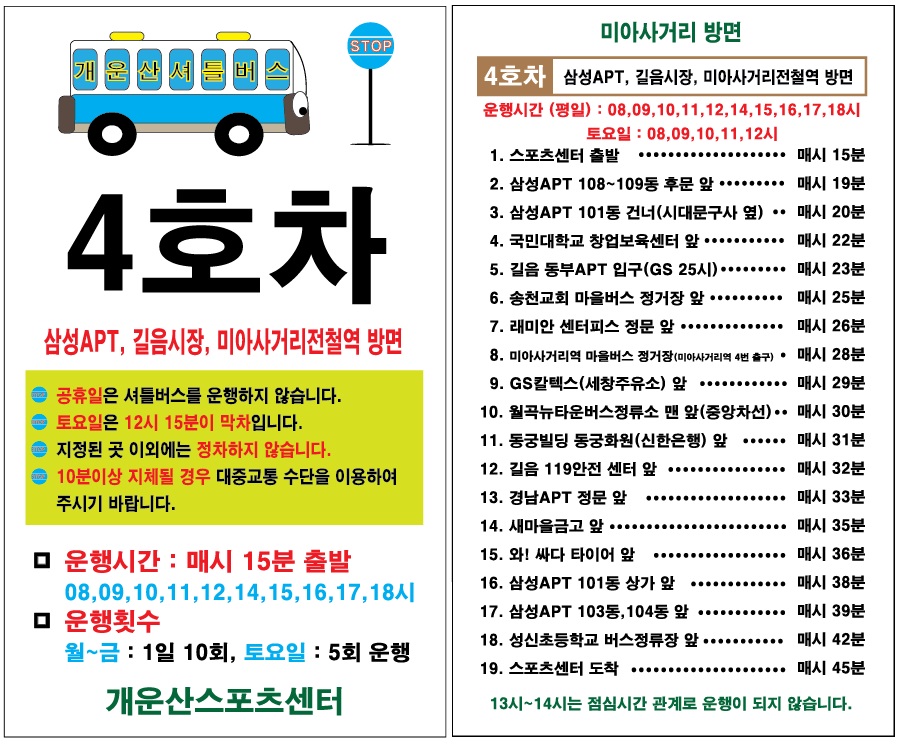 개운산셔틀버스
STOP
4호차
삼성APT, 길음시장, 미아사거리전철역 방면
공휴일은 셔틀버스를 운행하지 않습니다.
토요일은 12시 15분이 막차입니다.
지정된 곳 이외에는 정차하지 않습니다.
10분이상 지체될 경우 대중교통 수단을 이용하여
주시기 바랍니다.
운행시간 : 매시 15분 출발
08,09,10,11,12,14,15,16,17,18시
운행횟수
월~금 : 1일 10회, 토요일 : 5회 운행
개운산스포츠센터
미아사거리 방면
4호차 삼성APT, 길음시장, 미아사거리전철역 방면
운행시간 (평일) : 08,09,10,11,12,14,15,16,17,18시
토요일 : 08,09,10,11,12시
1. 스포츠센터 출발 •••••••••••••••••••• 매시 15분
2. 삼성APT 108~109동 후문 앞 ••••••••• 매시 19분
3. 삼성APT 101동 건너(시대문구사 옆) •• 매시 20분
4. 국민대학교 창업보육센터 앞 ••••••••••• 매시 22분
5. 길음 동부APT 입구(GS 25시) ••••••••• 매시 23분
6. 송천교회 마을버스 정거장 앞 •••••••••• 매시 25분
7. 래미안 센터피스 정문 앞 ••••••••••••• 매시 26분
8. 미아사거리역 마을버스 정거장(미아사거리역 4번 출구) • 매시 28분
9. GS칼텍스(세창주유소) 앞 ••••••••••• 매시 29분
10. 월곡뉴타운버스정류소 맨 앞(중앙차선) •• 매시 30분
11. 동궁빌딩 동궁화원(신한은행) 앞 •••••• 매시 31분
12. 길음 119안전 센터 앞 •••••••••••••• 매시 32분
13. 경남APT 정문 앞 ••••••••••••••••• 매시 33분
14. 새마을금고 앞 ••••••••••••••••••••• 매시 35분
15. 와! 싸다 타이어 앞 •••••••••••••••• 매시 36분
16. 삼성APT 101동 상가 앞 •••••••••••• 매시 38분
17. 삼성APT 103동,104동 앞 ••••••••••• 매시 39분
18. 성신초등학교 버스정류장 앞 ••••••••••• 매시 42분
19. 스포츠센터 도착 ••••••••••••••••••• 매시 45분
13시~14시는 점심시간 관계로 운행이 되지 않습니다.